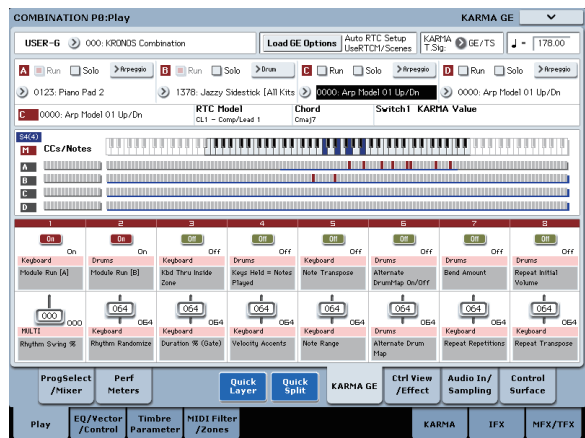 COMBINATION P0:Play KARMA GE
USER-G 000: KRONOS Combination Load GE Options Auto RTC Setup UseRTCM/Scenes KARMA T.Sig: GE/TS ♩ = 178.00
A Run Solo >Arpeggio B Run Solo >Drum C Run Solo >Arpeggio D Run Solo >Arpeggio
0123: Piano Pad 2 1378: Jazzy Sidestick [All Kits 0000: Arp Model 01 Up/Dn 0000: Arp Model 01 Up/Dn
C 0000: Arp Model 01 Up/Dn RTC Model CL1 - Comp/Lead 1 Chord Cmaj7 Switch1 KARMA Value
S4(4)
M CCs/Notes
A
B
C
D
1 2 3 4 5 6 7 8
On On Off Off Off Off Off Off
On On Off Off Off Off Off Off
Keyboard Drums Keyboard Drums Keyboard Drums Keyboard Drums
Module Run [A] Module Run [B] Kbd Thru Inside Zone Keys Held = Notes Played Note Transpose Alternate DrumMap On/Off Bend Amount Repeat Initial Volume
000 064 064 064 064 064 064 064
000 064 064 064 064 064 064 064
MULTI Keyboard Keyboard Keyboard Keyboard Drums Keyboard Keyboard
Rhythm Swing % Rhythm Randomize Duration % (Gate) Velocity Accents Note Range Alternate Drum Map Repeat Repetitions Repeat Transpose
ProgSelect /Mixer Perf Meters Quick Layer Quick Split KARMA GE Ctrl View /Effect Audio In/ Sampling Control Surface
Play EQ/Vector /Control Timbre Parameter MIDI Filter /Zones KARMA IFX MFX/TFX